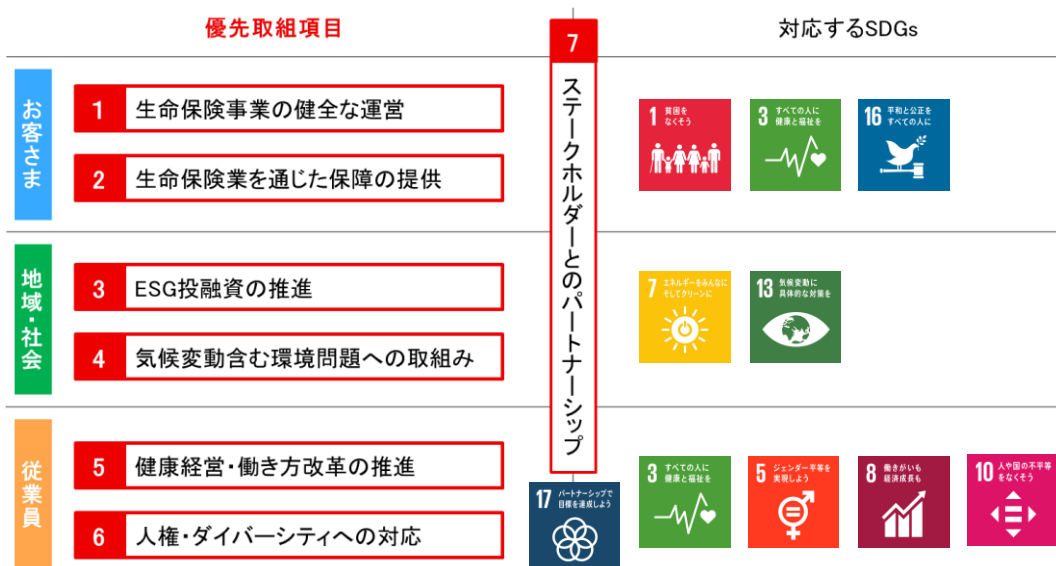 優先取組項目
対応するSDGs
7
ステークホルダーとのパートナーシップ
お客さま
1 生命保険事業の健全な運営
2 生命保険業を通じた保障の提供
1 貧困を
なくそう
3 すべての人に
健康と福祉を
16 平和と公正を
すべての人に
地域・社会
3 ESG投融資の推進
4 気候変動含む環境問題への取組み
7 エネルギーをみんなに
そしてクリーンに
13 気候変動に
具体的な対策を
従業員
5 健康経営・働き方改革の推進
6 人権・ダイバーシティへの対応
17 パートナーシップで
目標を達成しよう
3 すべての人に
健康と福祉を
5 ジェンダー平等を
実現しよう
8 働きがいも
経済成長も
10 人や国の不平等
をなくそう